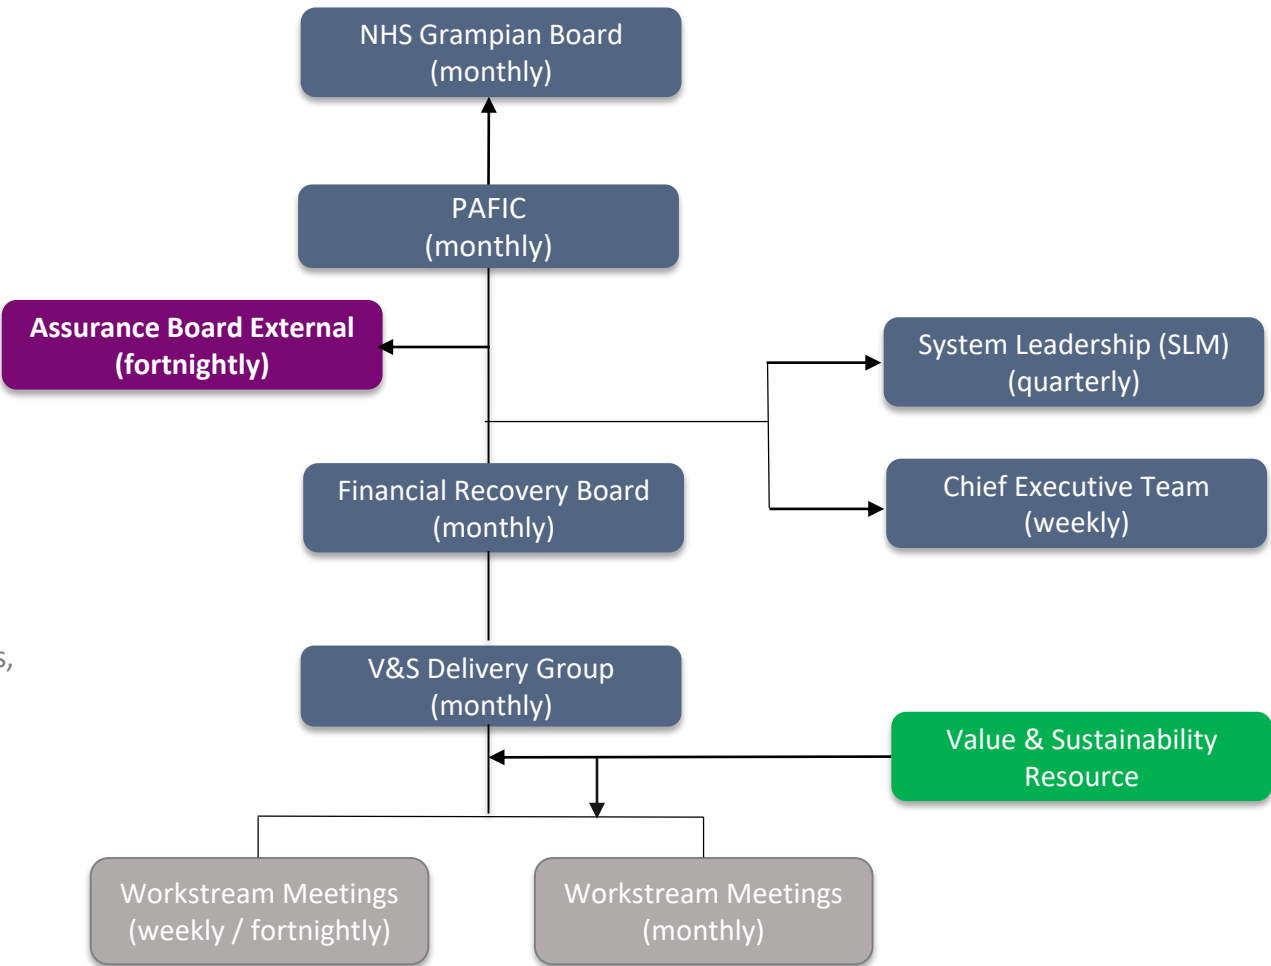 NHS Grampian Board
(monthly)
PAFIC
(monthly)
Assurance Board External
(fortnightly)
System Leadership (SLM)
(quarterly)
Financial Recovery Board
(monthly)
Chief Executive Team
(weekly)
s,
V&S Delivery Group
(monthly)
Value & Sustainability
Resource
Workstream Meetings
(weekly / fortnightly)
Workstream Meetings
(monthly)